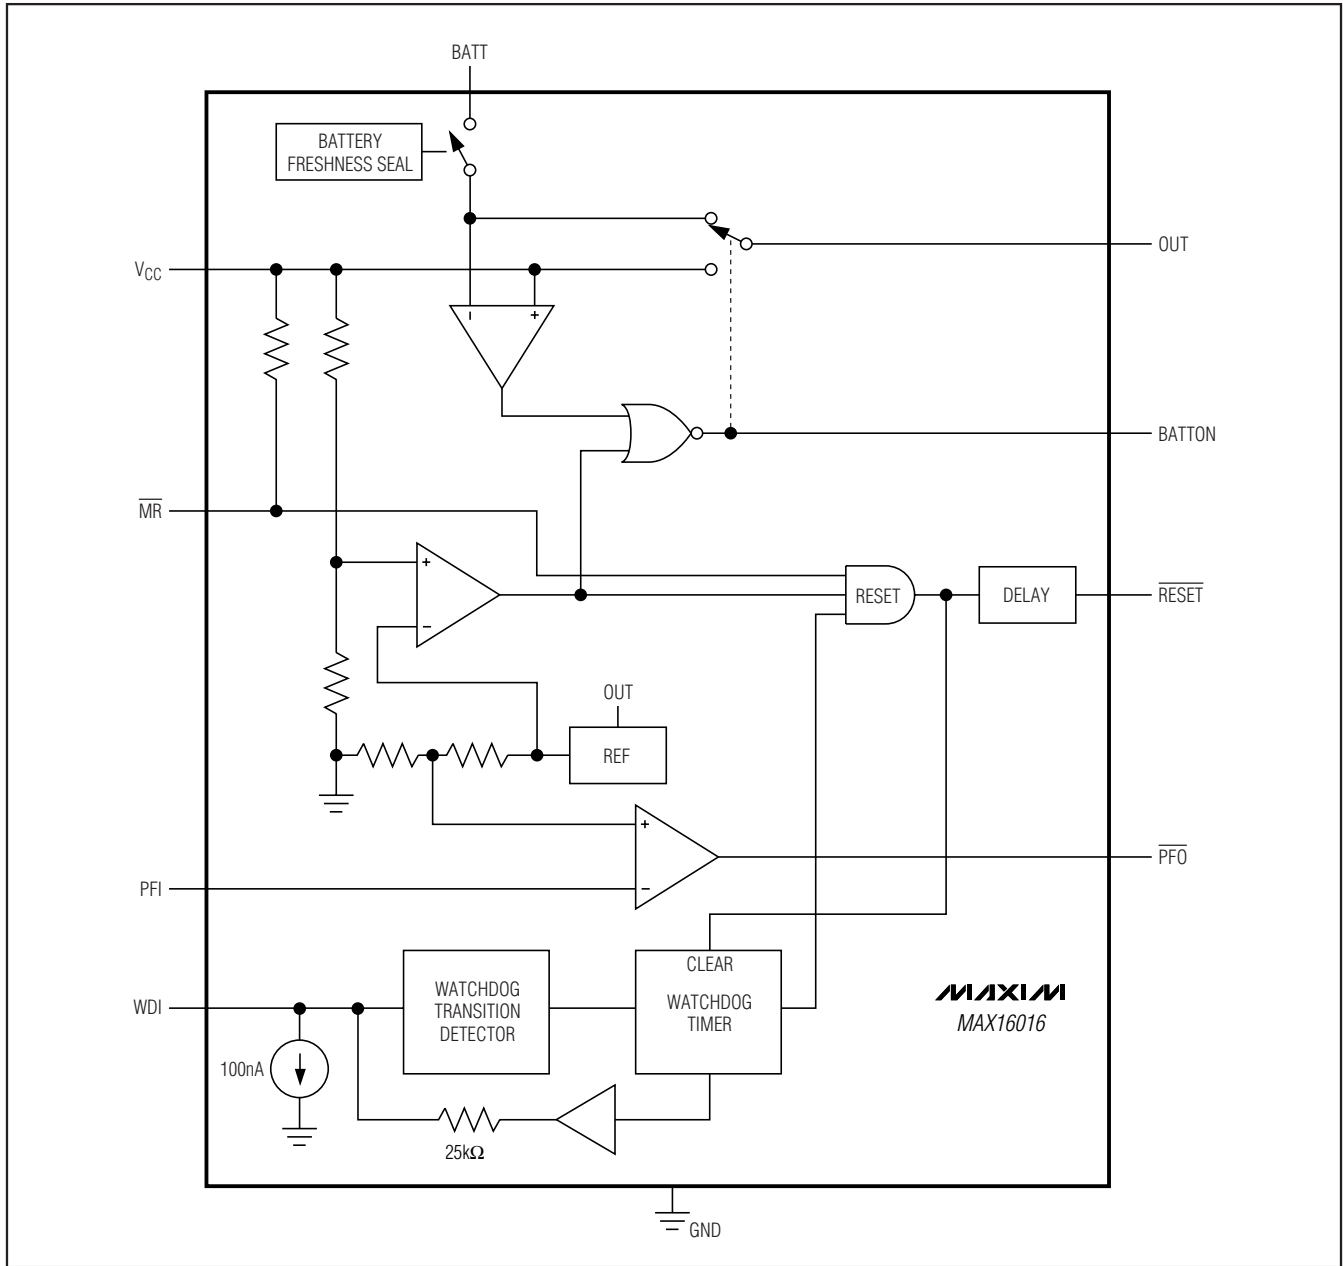 BATT
BATTERY
FRESHNESS SEAL
OUT
VCC
+
BATTON
MR
+
−
RESET
DELAY
RESET
OUT
REF
+
−
PFO
PFI
CLEAR
WATCHDOG
TIMER
WATCHDOG
TRANSITION
DETECTOR
WDI
MAXIM
MAX16016
100nA
25kΩ
GND